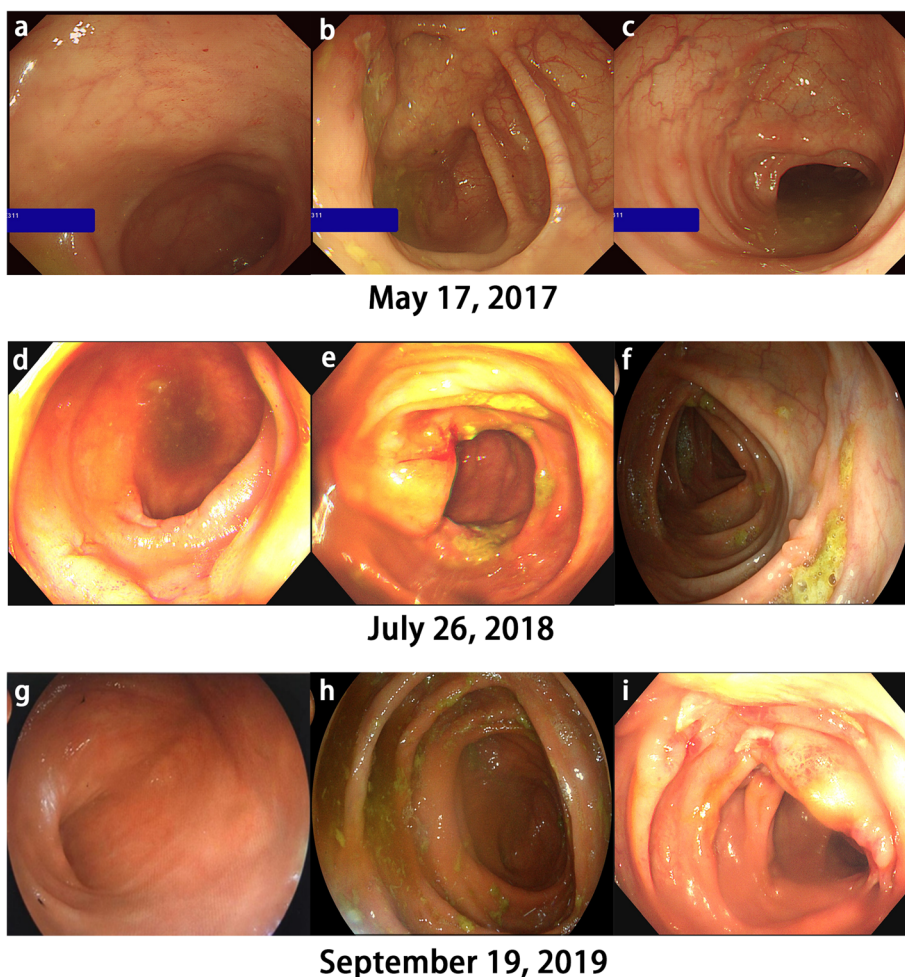 a b c
311 311 311
May 17, 2017
d e f
July 26, 2018
g h i
September 19, 2019